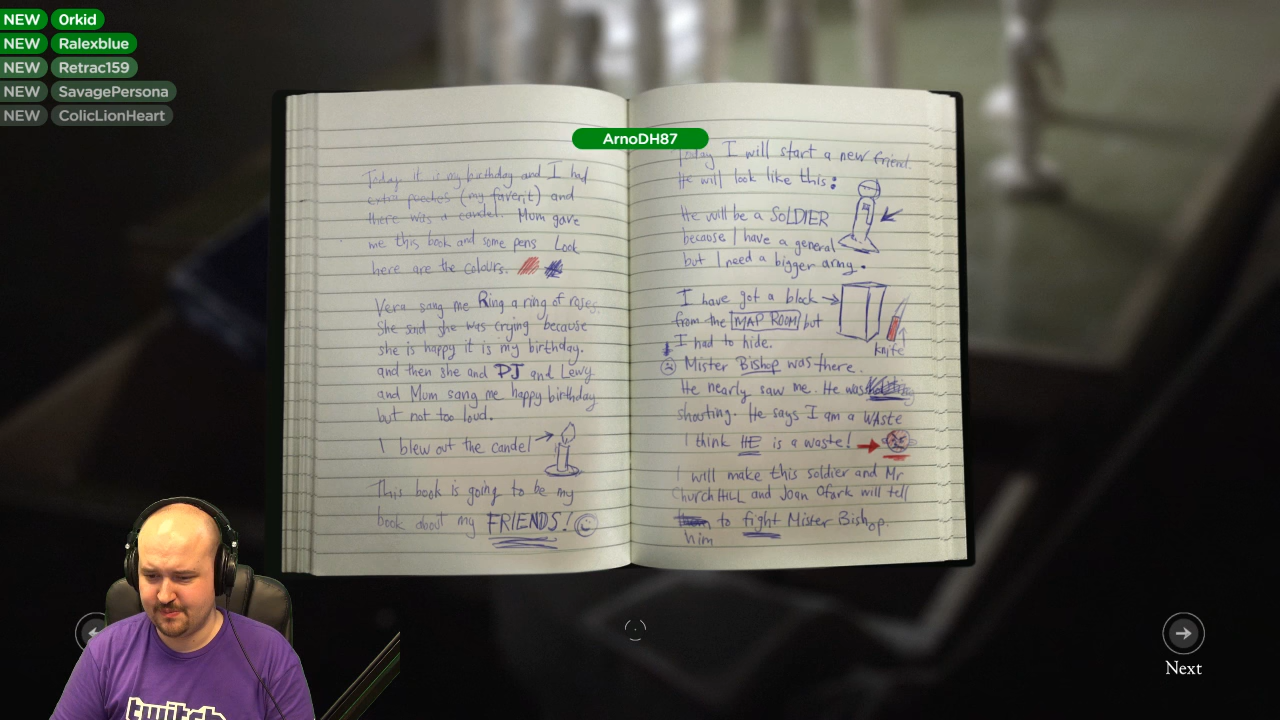 NEW 0rkid
NEW Ralexblue
NEW Retrac159
NEW SavagePersona
NEW ColicLionHeart
ArnoDH87
Today it is my birthday and I had
extra peaches (my faverit) and
there was a candel. Mum gave
me this book and some pens Look
here are the colours.
Vera sang me Ring a ring of roses.
She said she was crying because
she is happy it is my birthday.
and then she and PJ and Lewy
and Mum sang me happy birthday
but not too loud.
I blew out the candel
This book is going to be my
book about my FRIENDS!
Today I will start a new friend.
He will look like this:
He will be a SOLDIER
because I have a general
but I need a bigger army.
I have got a block
from the MAP ROOM but
I had to hide.
knife
Mister Bishop was there.
He nearly saw me. He was
shouting. He says I am a WASTE
I think HE is a waste!
I will make this soldier and Mr
ChurchHILL and Joan Ofark will tell
to fight Mister Bishop.
him
Next
twitch